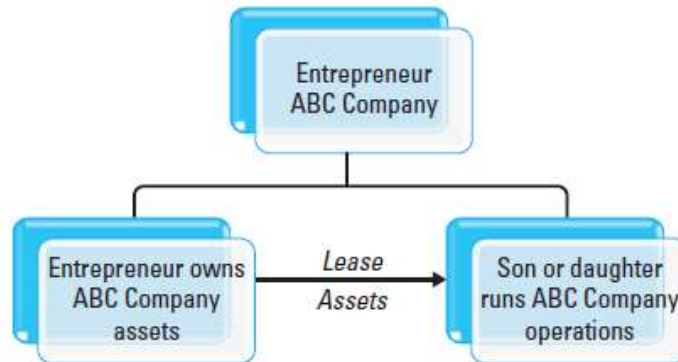 Entrepreneur
ABC Company
Entrepreneur owns
ABC Company
assets
Lease
Assets
Son or daughter
runs ABC Company
operations